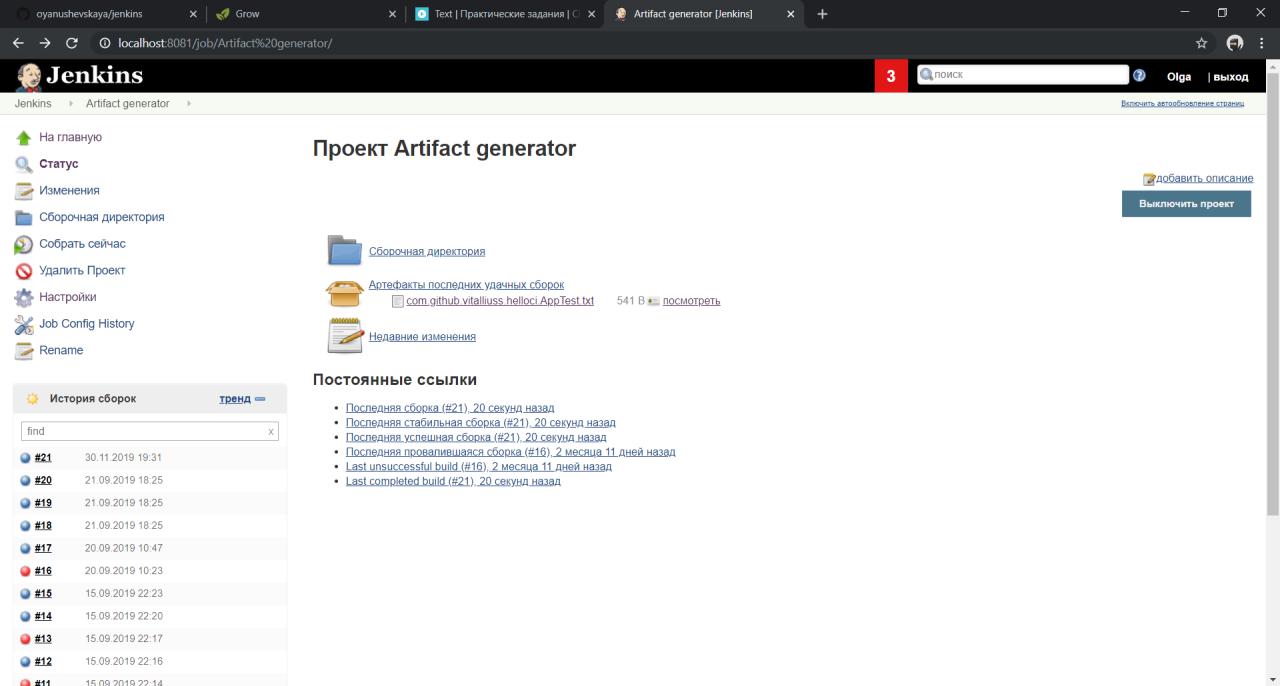 oyanushevskaya/jenkins
Grow
Text | Практические задания |
Artifact generator [Jenkins]
localhost:8081/job/Artifact%20generator/
Jenkins
3
поиск
Olga
| выход
Jenkins
Artifact generator
Включить автообновление страниц
На главную
Статус
Изменения
Сборочная директория
Собрать сейчас
Удалить Проект
Настройки
Job Config History
Rename
Проект Artifact generator
добавить описание
Выключить проект
Сборочная директория
Артефакты последних удачных сборок
com.github.vitalliuss.helloci.AppTest.txt 541 B посмотреть
Недавние изменения
Постоянные ссылки
Последняя сборка (#21), 20 секунд назад
Последняя стабильная сборка (#21), 20 секунд назад
Последняя успешная сборка (#21), 20 секунд назад
Последняя провалившаяся сборка (#16), 2 месяца 11 дней назад
Last unsuccessful build (#16), 2 месяца 11 дней назад
Last completed build (#21), 20 секунд назад
История сборок тренд
find x
#21 30.11.2019 19:31
#20 21.09.2019 18:25
#19 21.09.2019 18:25
#18 21.09.2019 18:25
#17 20.09.2019 10:47
#16 20.09.2019 10:23
#15 15.09.2019 22:23
#14 15.09.2019 22:20
#13 15.09.2019 22:17
#12 15.09.2019 22:16
#11 15.09.2019 22:14